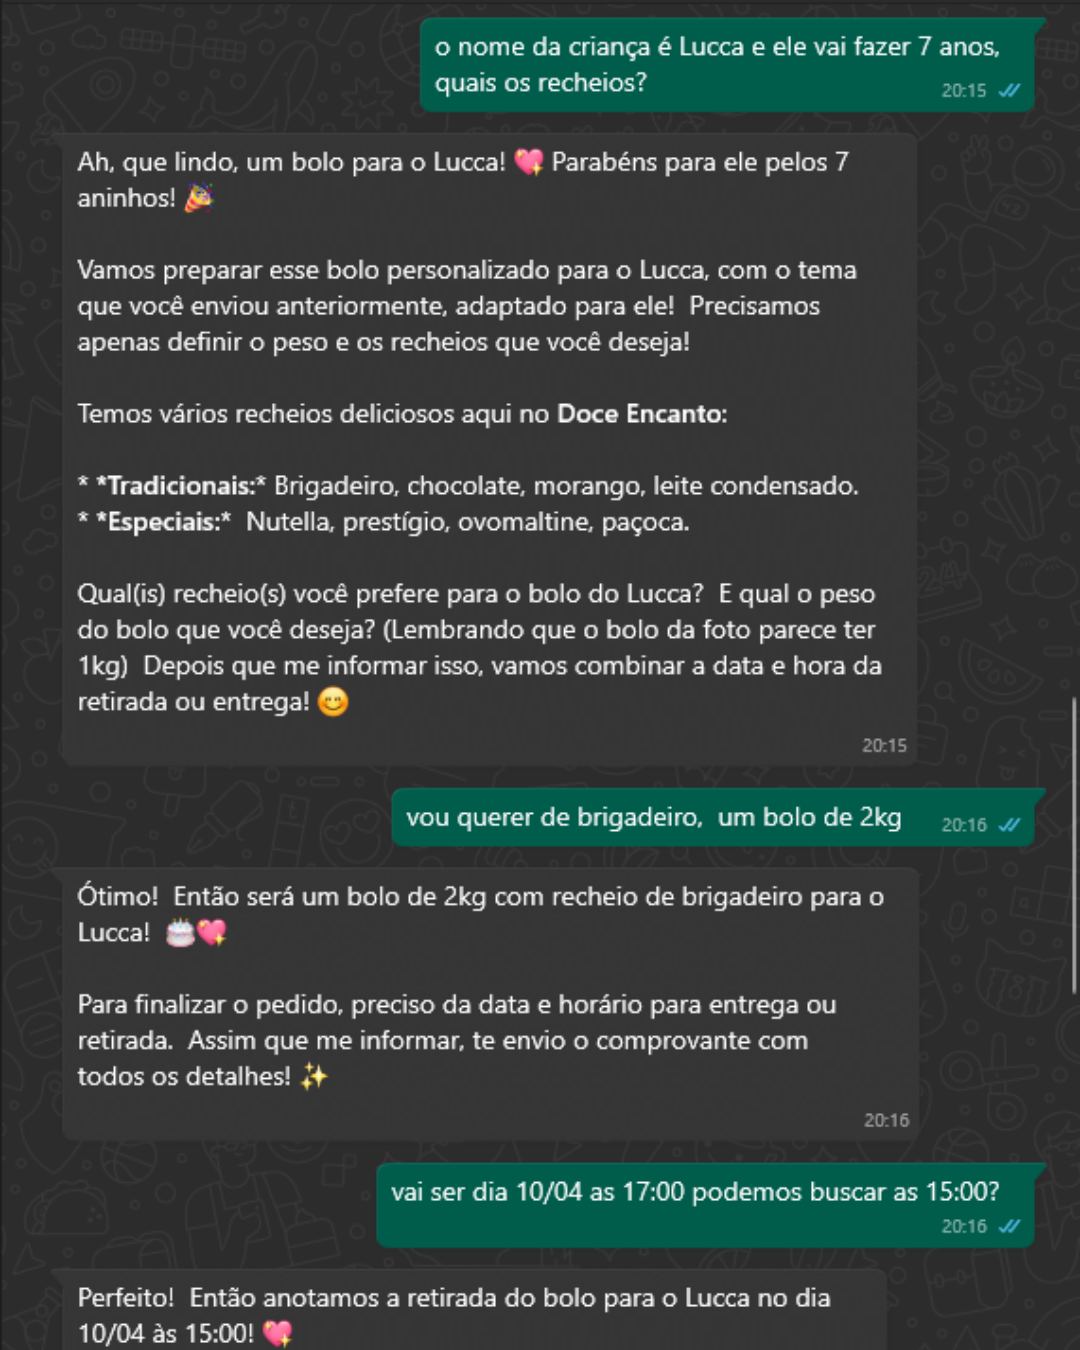 o nome da criança é Lucca e ele vai fazer 7 anos,
quais os recheios?
20:15
Ah, que lindo, um bolo para o Lucca! 💖 Parabéns para ele pelos 7
aninhos! 🎉
Vamos preparar esse bolo personalizado para o Lucca, com o tema
que você enviou anteriormente, adaptado para ele!  Precisamos
apenas definir o peso e os recheios que você deseja!
Temos vários recheios deliciosos aqui no Doce Encanto:
* *Tradicionais:* Brigadeiro, chocolate, morango, leite condensado.
* *Especiais:*  Nutella, prestígio, ovomaltine, paçoca.
Qual(is) recheio(s) você prefere para o bolo do Lucca?  E qual o peso
do bolo que você deseja? (Lembrando que o bolo da foto parece ter
1kg)  Depois que me informar isso, vamos combinar a data e hora da
retirada ou entrega! 😊
20:15
vou querer de brigadeiro,  um bolo de 2kg
20:16
Ótimo!  Então será um bolo de 2kg com recheio de brigadeiro para o
Lucca!  🎂💖
Para finalizar o pedido, preciso da data e horário para entrega ou
retirada.  Assim que me informar, te envio o comprovante com
todos os detalhes! ✨
20:16
vai ser dia 10/04 as 17:00 podemos buscar as 15:00?
20:16
Perfeito!  Então anotamos a retirada do bolo para o Lucca no dia
10/04 às 15:00! 💖